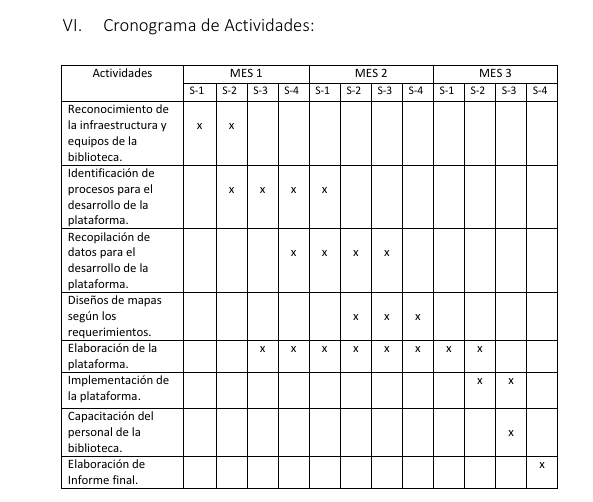 VI. Cronograma de Actividades:
Actividades MES 1 MES 2 MES 3
S-1 S-2 S-3 S-4 S-1 S-2 S-3 S-4 S-1 S-2 S-3 S-4
Reconocimiento de
la infraestructura y x x
equipos de la
biblioteca.
Identificación de
procesos para el x x x x
desarrollo de la
plataforma.
Recopilación de
datos para el x x x x
desarrollo de la
plataforma.
Diseños de mapas
según los x x x
requerimientos.
Elaboración de la x x x x x x x x
plataforma.
Implementación de x x
la plataforma.
Capacitación del
personal de la x
biblioteca.
Elaboración de x
Informe final.